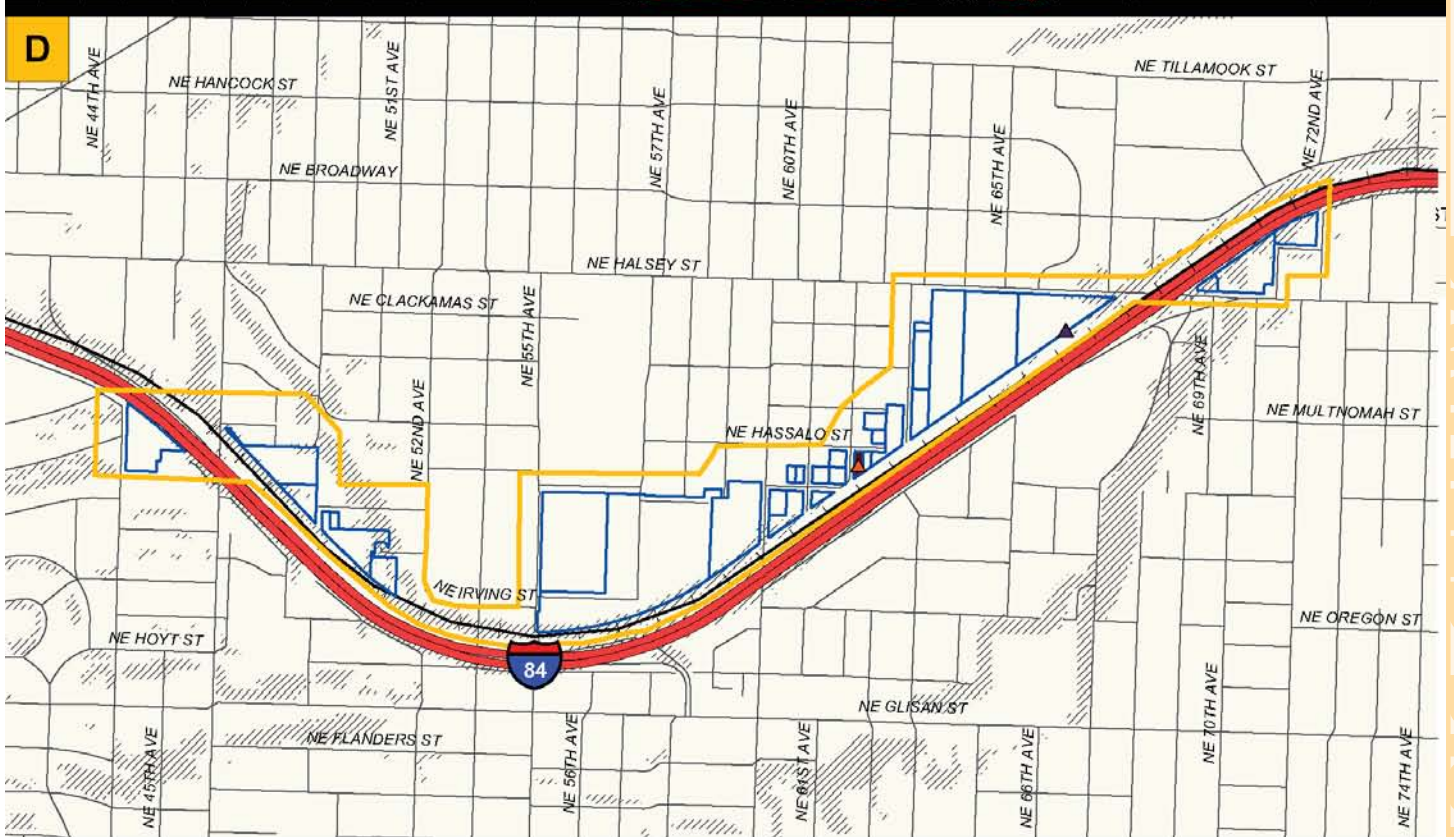 D
NE TILLAMOOK ST
NE HANCOCK ST
NE 44TH AVE
NE 51ST AVE
NE 57TH AVE
NE 60TH AVE
NE 65TH AVE
NE 72ND AVE
NE BROADWAY
NE HALSEY ST
NE CLACKAMAS ST
NE 55TH AVE
NE 52ND AVE
NE 69TH AVE
NE MULTNOMAH ST
NE HASSALO ST
NE IRVING ST
NE HOYT ST
84
NE OREGON ST
NE GLISAN ST
NE FLANDERS ST
NE 45TH AVE
NE 56TH AVE
NE 61ST AVE
NE 66TH AVE
NE 70TH AVE
NE 74TH AVE